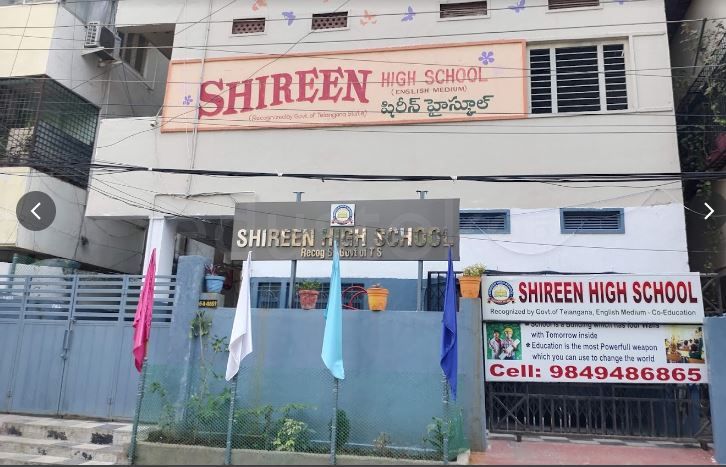 SHIREEN HIGH SCHOOL
(ENGLISH MEDIUM)
(Recognized by Govt. of Telangana State)
షిరీన్ హైస్కూల్
SHIREEN HIGH SCHOOL
Recog Govt of T S
SHIREEN HIGH SCHOOL
Recognized by Govt.of Telangana, English Medium - Co-Education
School is a Building which has four Walls
with Tomorrow inside
Education is the most Powerfull weapon
which you can use to change the world
Cell: 9849486865